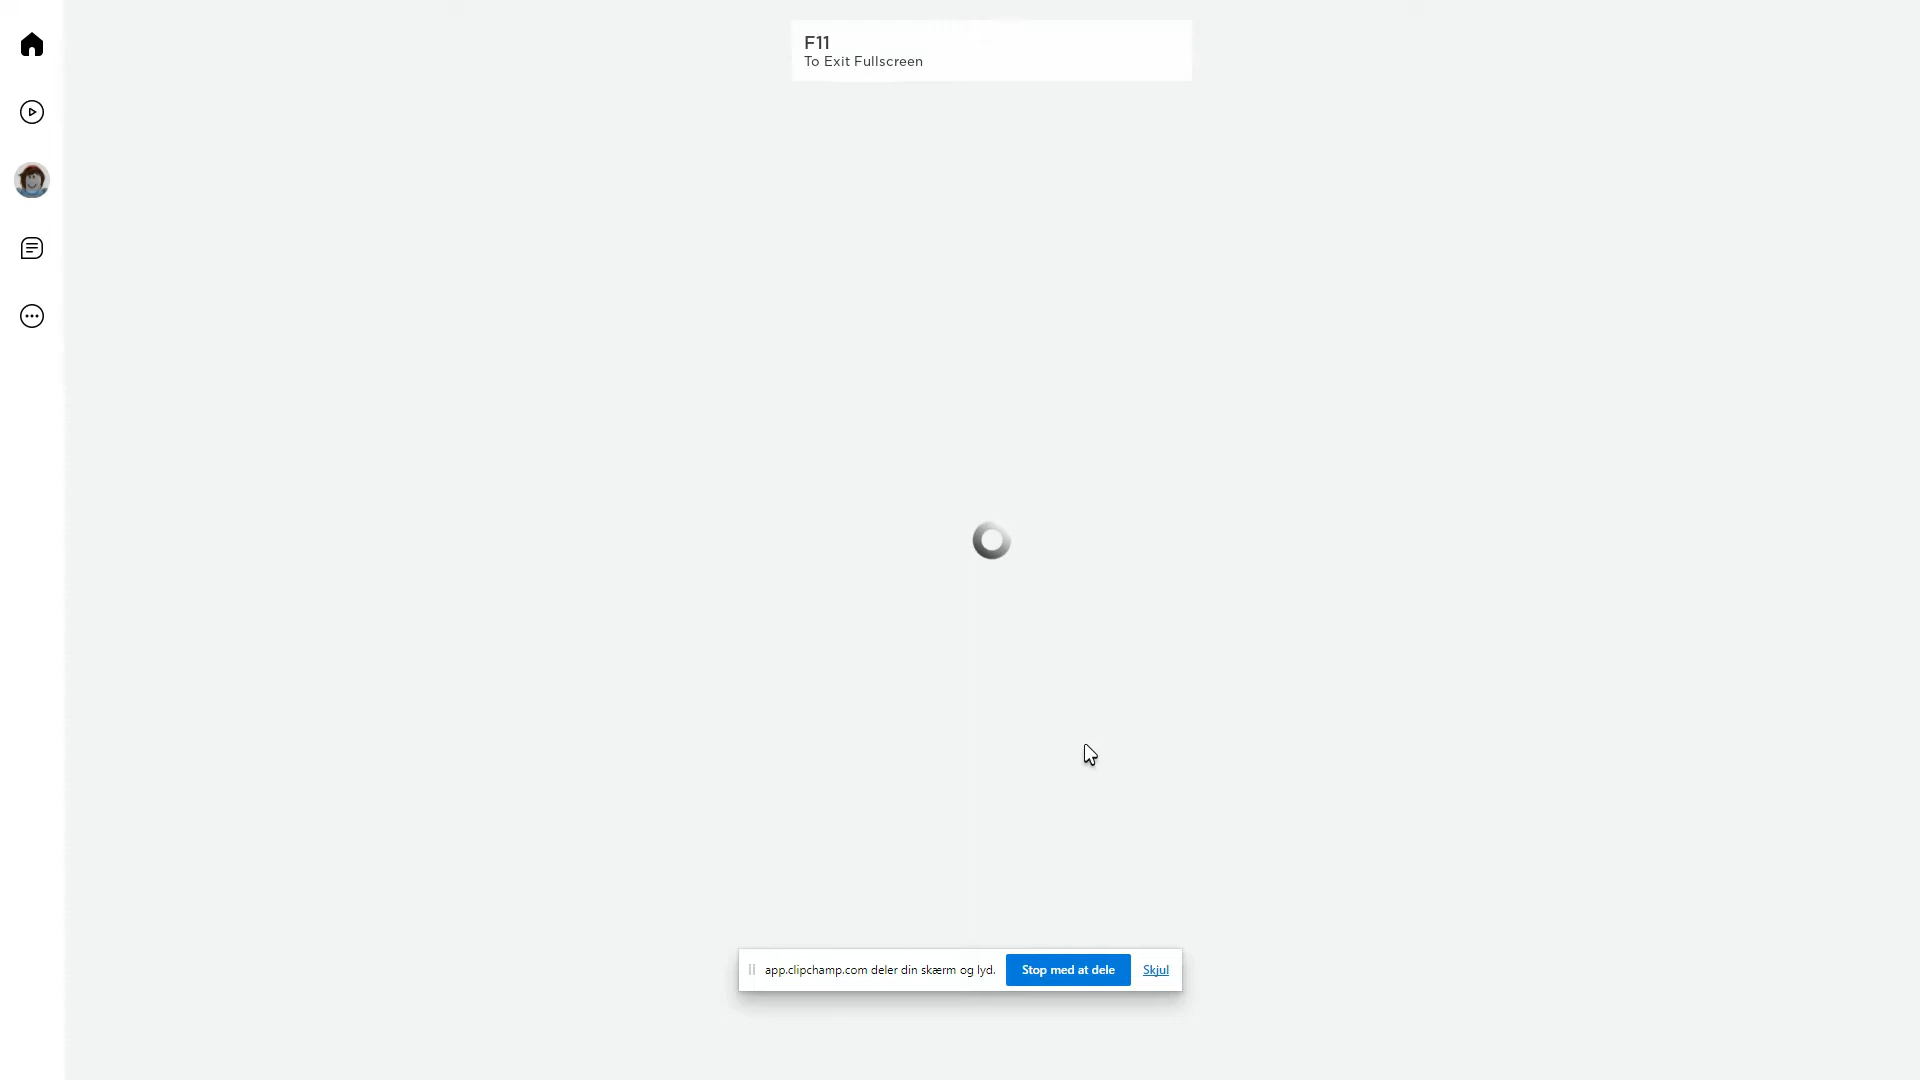 F11
To Exit Fullscreen
app.clipchamp.com deler din skærm og lyd. Stop med at dele Skjul